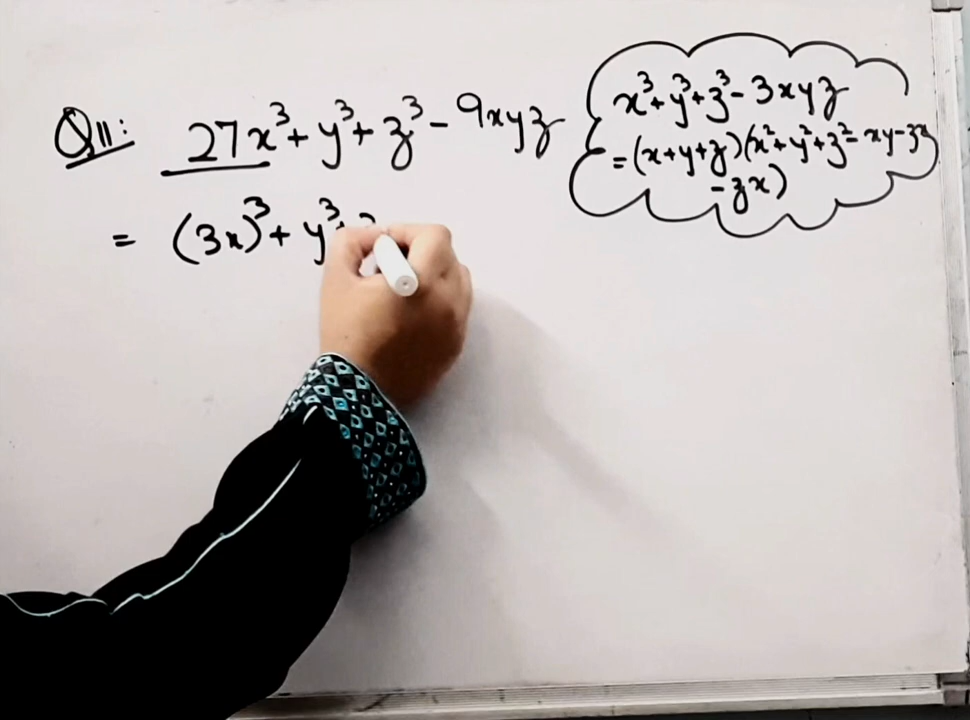 Q11: 27x³ + y³ + z³ - 9xyz
= (3x)³ + y³ +
x³ + y³ + z³ - 3xyz
= (x + y + z)(x² + y² + z² - xy - yz
- zx)